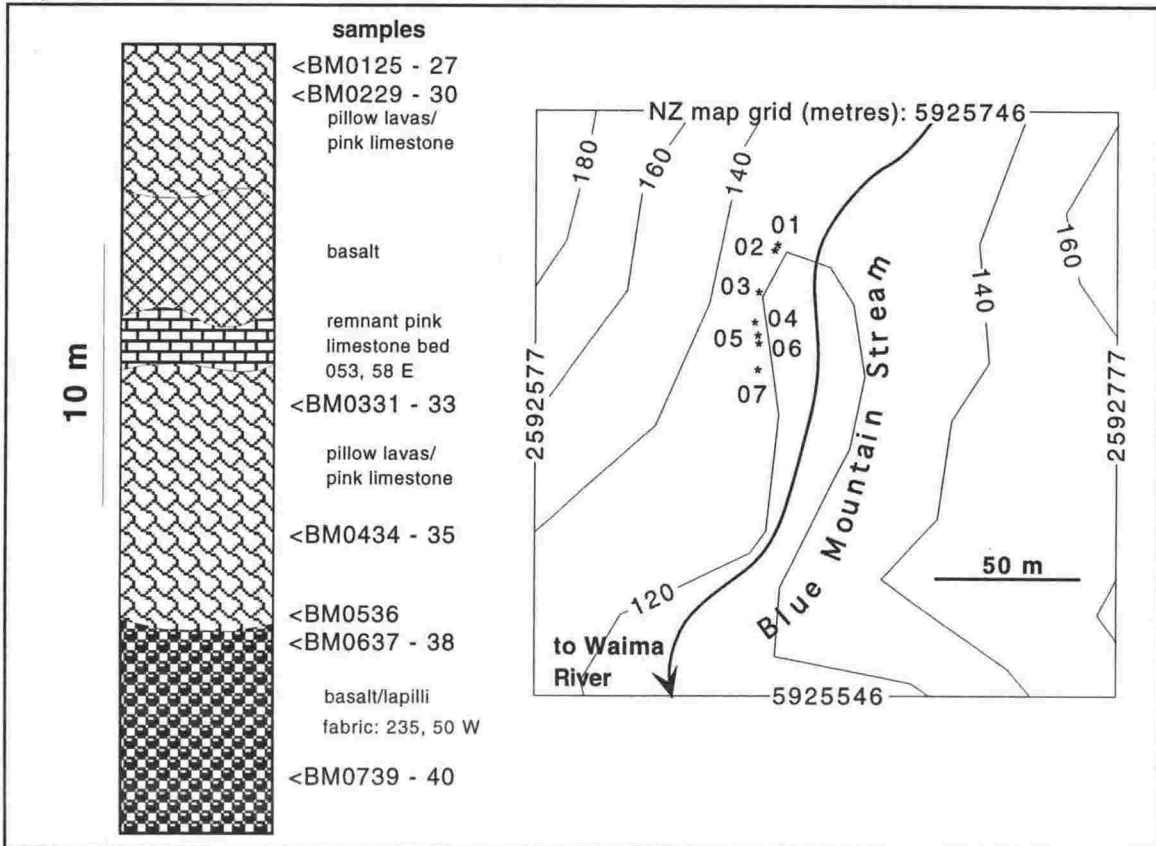 samples
<BM0125 - 27
<BM0229 - 30
pillow lavas/
pink limestone
basalt
remnant pink
limestone bed
053, 58 E
<BM0331 - 33
pillow lavas/
pink limestone
<BM0434 - 35
<BM0536
<BM0637 - 38
basalt/lapilli
fabric: 235, 50 W
<BM0739 - 40
10 m
NZ map grid (metres): 5925746
180
160
140
01
02
03
04
05
06
07
140
160
2592577
2592777
Blue Mountain Stream
50 m
120
to Waima
River
5925546